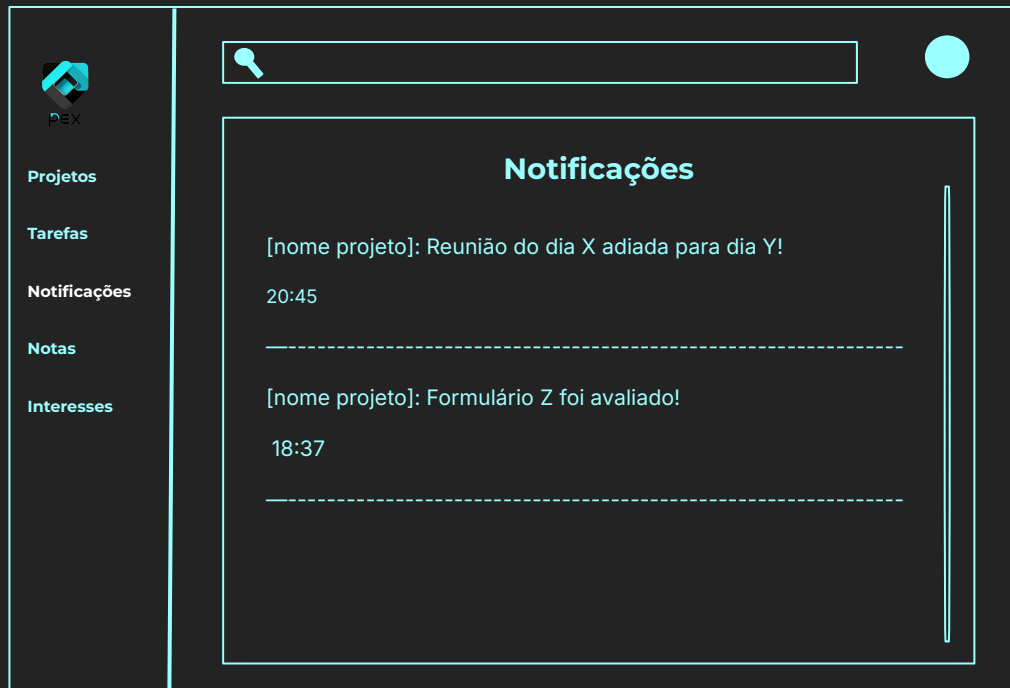 pex
Projetos
Tarefas
Notificações
Notas
Interesses
Notificações
[nome projeto]: Reunião do dia X adiada para dia Y!
20:45
[nome projeto]: Formulário Z foi avaliado!
18:37